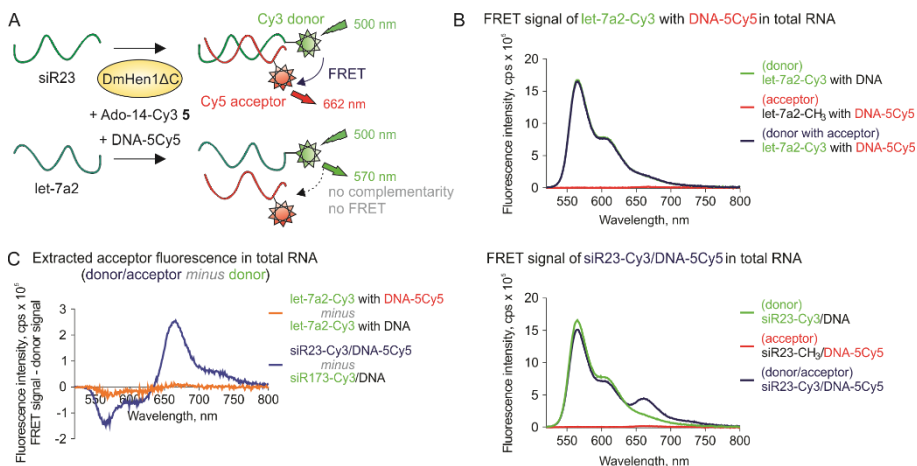 A
Cy3 donor
500 nm
siR23
DmHen1ΔC
FRET
Cy5 acceptor
662 nm
+ Ado-14-Cy3 5
+ DNA-5Cy5
500 nm
let-7a2
570 nm
no complementarity
no FRET
B
FRET signal of let-7a2-Cy3 with DNA-5Cy5 in total RNA
Fluorescence intensity, cps x 10⁵
20
15
10
5
0
550
600
650
700
750
800
Wavelength, nm
(donor)
let-7a2-Cy3 with DNA
(acceptor)
let-7a2-CH₃ with DNA-5Cy5
(donor with acceptor)
let-7a2-Cy3 with DNA-5Cy5
C
Extracted acceptor fluorescence in total RNA
(donor/acceptor minus donor)
Fluorescence intensity, cps x 10⁵
FRET signal - donor signal
3
2
1
0
-1
-2
550
600
650
700
750
800
Wavelength, nm
let-7a2-Cy3 with DNA-5Cy5
minus
let-7a2-Cy3 with DNA
siR23-Cy3/DNA-5Cy5
minus
siR173-Cy3/DNA
FRET signal of siR23-Cy3/DNA-5Cy5 in total RNA
Fluorescence intensity, cps x 10⁵
20
15
10
5
0
550
600
650
700
750
800
Wavelength, nm
(donor)
siR23-Cy3/DNA
(acceptor)
siR23-CH₃/DNA-5Cy5
(donor/acceptor)
siR23-Cy3/DNA-5Cy5